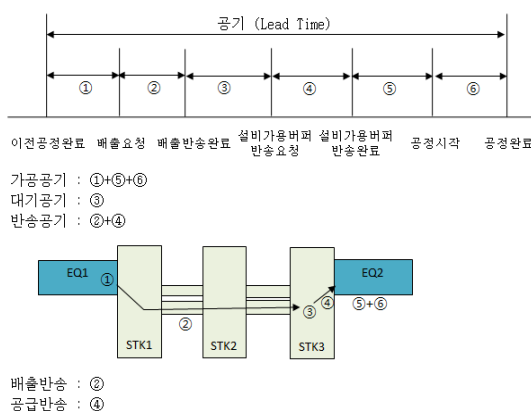 공기 (Lead Time)
① ② ③ ④ ⑤ ⑥
이전공정완료 배출요청 배출반송완료 설비가용버퍼 반송요청 설비가용버퍼 반송완료 공정시작 공정완료
가공공기 : ①+⑤+⑥
대기공기 : ③
반송공기 : ②+④
EQ1 ① EQ2
③ ④ ⑤+⑥
②
STK1 STK2 STK3
배출반송 : ②
공급반송 : ④